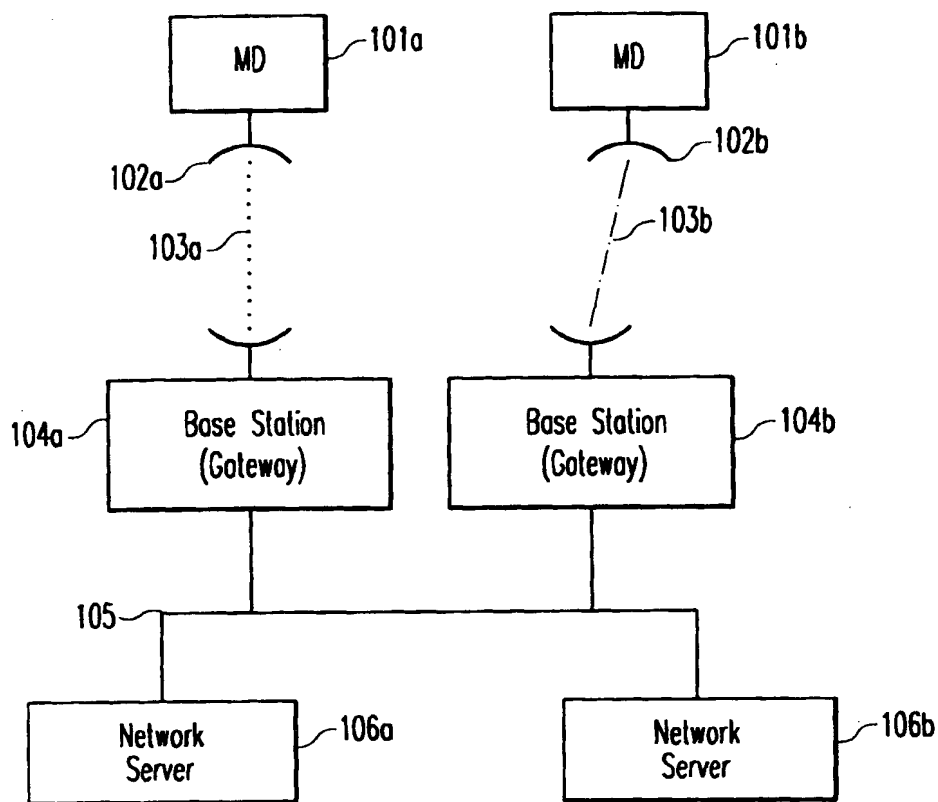 MD
101a
MD
101b
102a
102b
103a
103b
104a
Base Station
(Gateway)
Base Station
(Gateway)
104b
105
Network
Server
106a
Network
Server
106b